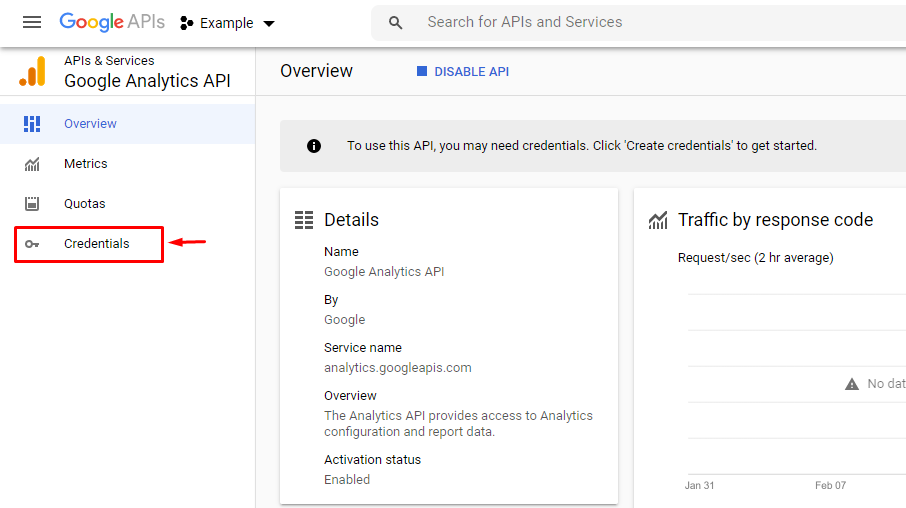 Google APIs
Example
Search for APIs and Services
APIs & Services
Google Analytics API
Overview
DISABLE API
Overview
Metrics
Quotas
Credentials
To use this API, you may need credentials. Click 'Create credentials' to get started.
Details
Name
Google Analytics API
By
Google
Service name
analytics.googleapis.com
Overview
The Analytics API provides access to Analytics
configuration and report data.
Activation status
Enabled
Traffic by response code
Request/sec (2 hr average)
No dat
Jan 31
Feb 07